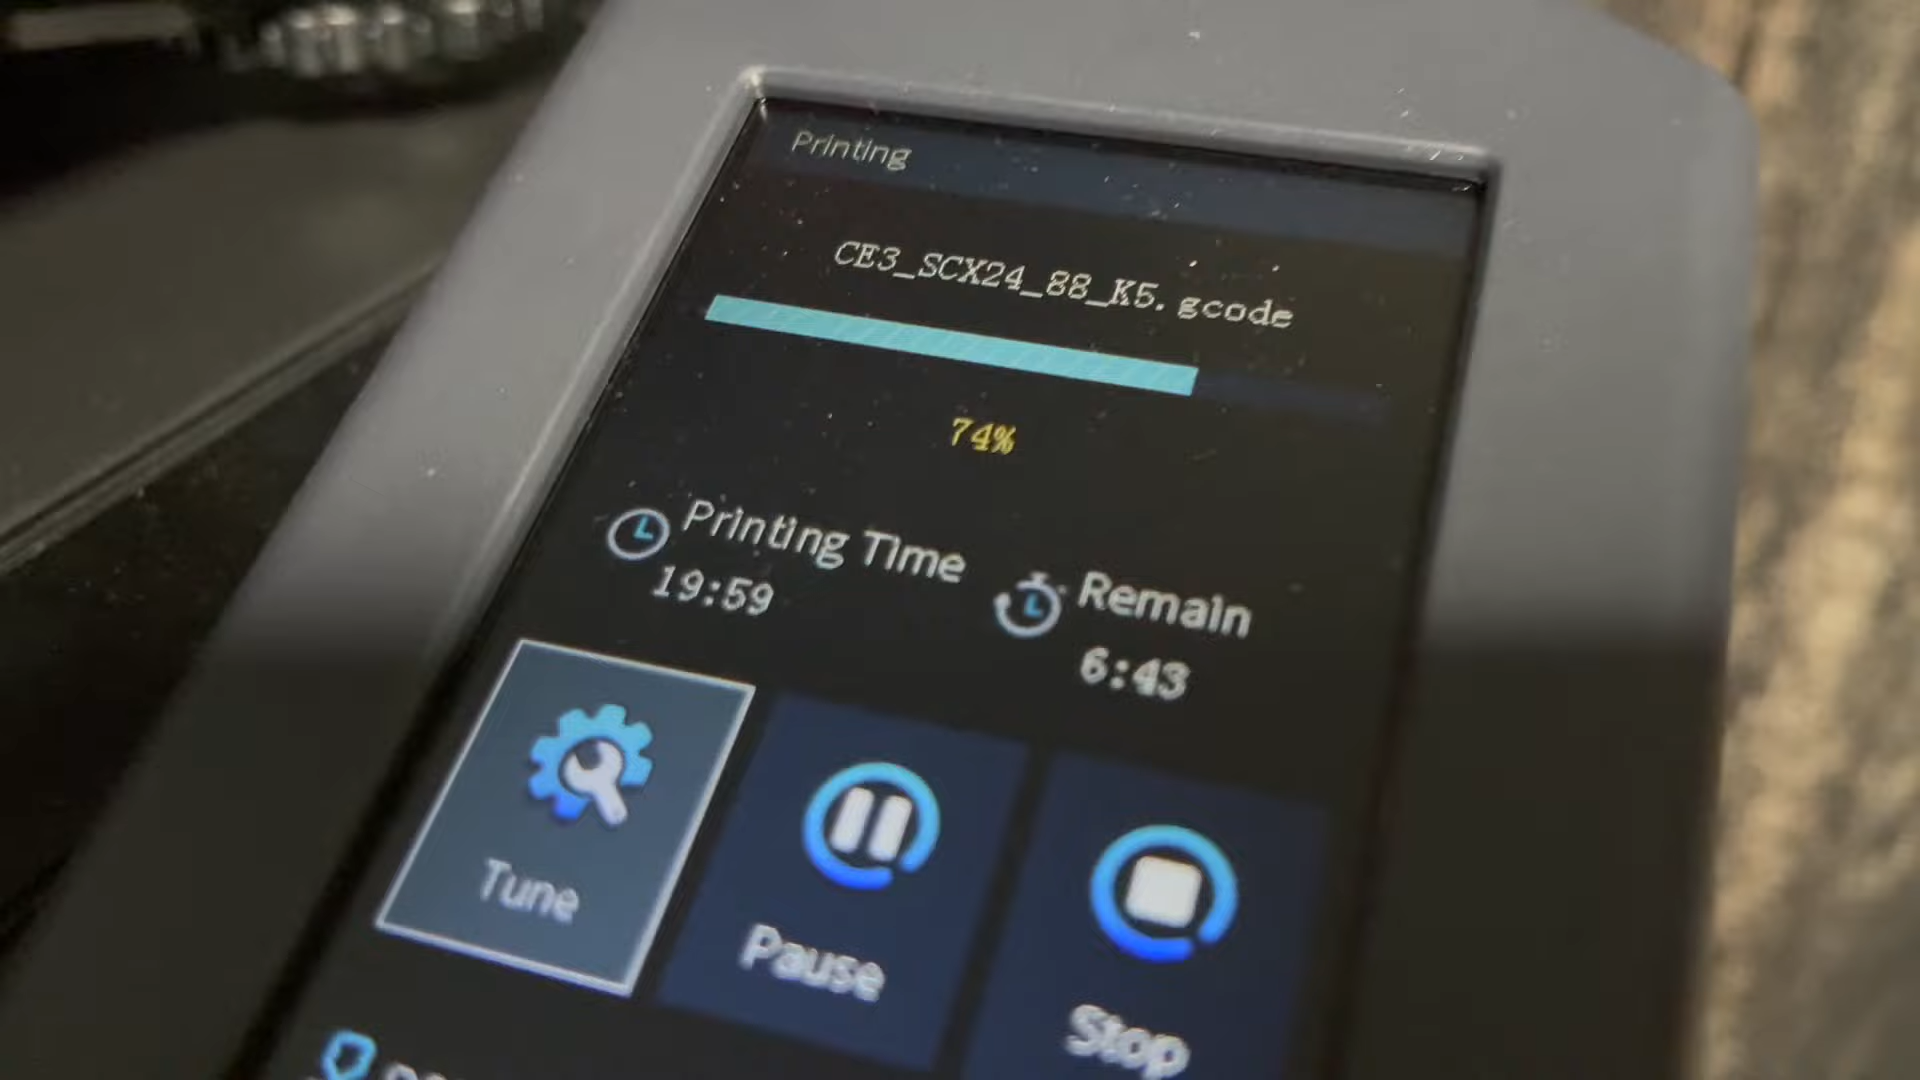 Printing
CE3_SCX24_88_K5.gcode
74%
Printing Time
19:59
Remain
6:43
Tune
Pause
Stop